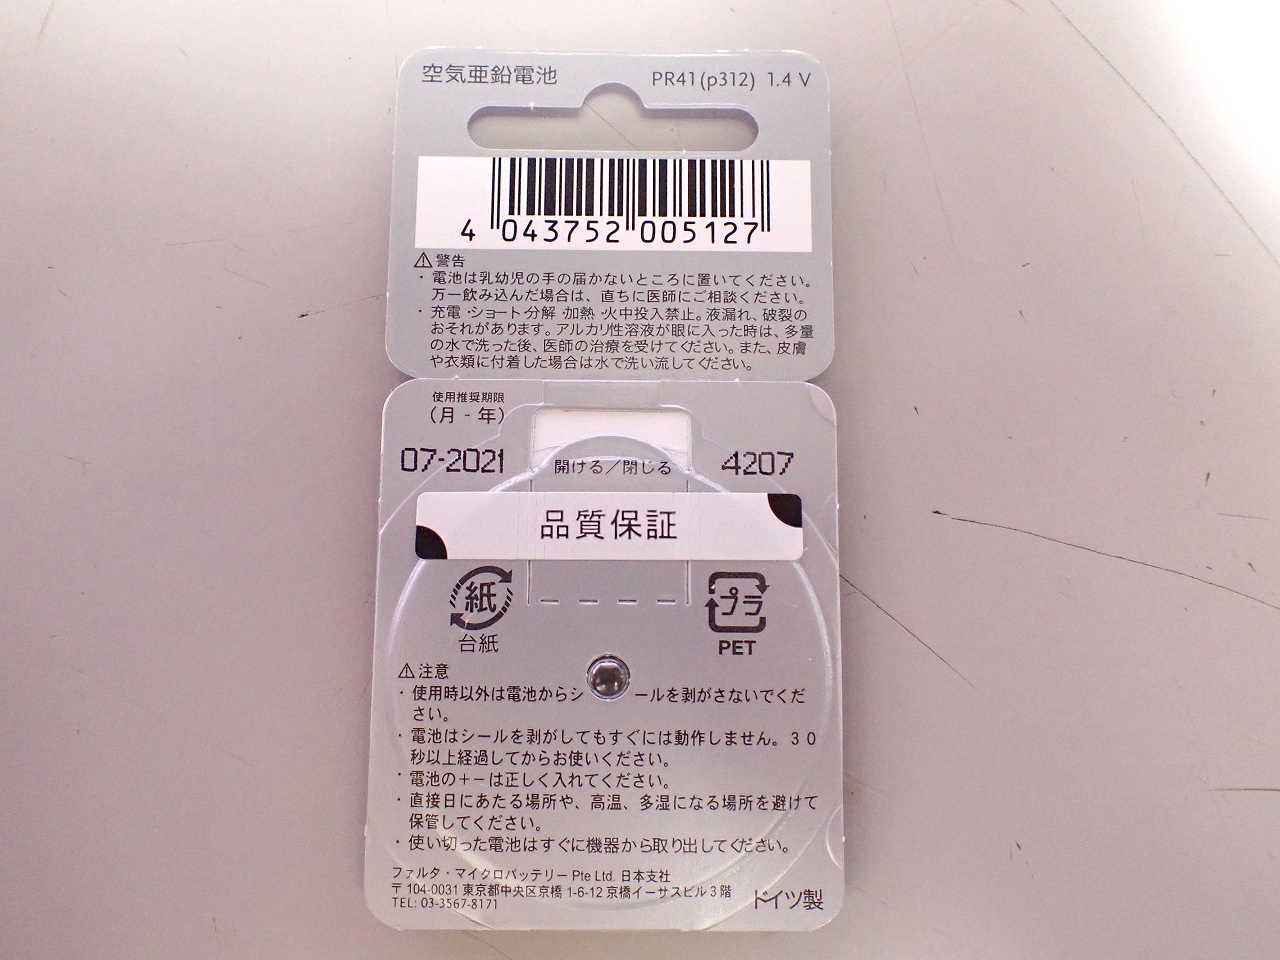 空気亜鉛電池
PR41(p312) 1.4 V
4 043752 005127
⚠警告
・電池は乳幼児の手の届かないところに置いてください。
万一飲み込んだ場合は、直ちに医師にご相談ください。
・充電・ショート・分解・加熱・火中投入禁止。液漏れ、破裂の
おそれがあります。アルカリ性溶液が眼に入った時は、多量
の水で洗った後、医師の治療を受けてください。また、皮膚
や衣類に付着した場合は水で洗い流してください。
使用推奨期限
(月 - 年)
07-2021
開ける／閉じる
4207
品質保証
紙
台紙
プラ
PET
⚠注意
・使用時以外は電池からシールを剥がさないでくだ
さい。
・電池はシールを剥がしてもすぐには動作しません。３０
秒以上経過してからお使いください。
・電池の＋−は正しく入れてください。
・直接日にあたる場所や、高温、多湿になる場所を避けて
保管してください。
・使い切った電池はすぐに機器から取り出してください。
ファルタ・マイクロバッテリー Pte Ltd. 日本支社
〒104-0031 東京都中央区京橋 1-6-12 京橋イーサスビル３階
TEL: 03-3567-8171
ドイツ製